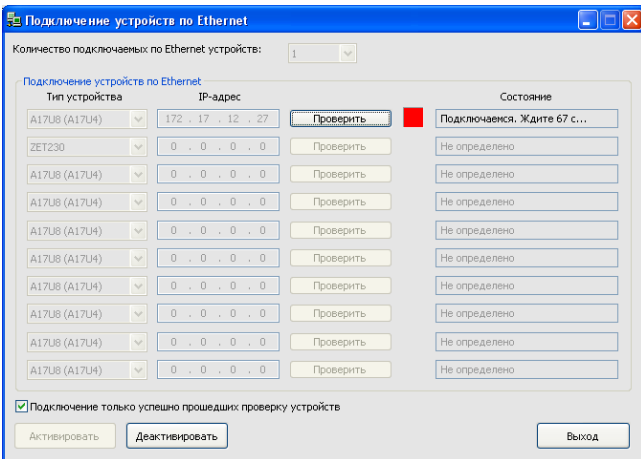 Подключение устройств по Ethernet
Количество подключаемых по Ethernet устройств: 1
Подключение устройств по Ethernet
Тип устройства IP-адрес Состояние
A17U8 (A17U4) 172 . 17 . 12 . 27 Проверить Подключаемся. Ждите 67 с...
ZET230 0 . 0 . 0 . 0 Проверить Не определено
A17U8 (A17U4) 0 . 0 . 0 . 0 Проверить Не определено
A17U8 (A17U4) 0 . 0 . 0 . 0 Проверить Не определено
A17U8 (A17U4) 0 . 0 . 0 . 0 Проверить Не определено
A17U8 (A17U4) 0 . 0 . 0 . 0 Проверить Не определено
A17U8 (A17U4) 0 . 0 . 0 . 0 Проверить Не определено
A17U8 (A17U4) 0 . 0 . 0 . 0 Проверить Не определено
A17U8 (A17U4) 0 . 0 . 0 . 0 Проверить Не определено
A17U8 (A17U4) 0 . 0 . 0 . 0 Проверить Не определено
Подключение только успешно прошедших проверку устройств
Активировать Деактивировать Выход